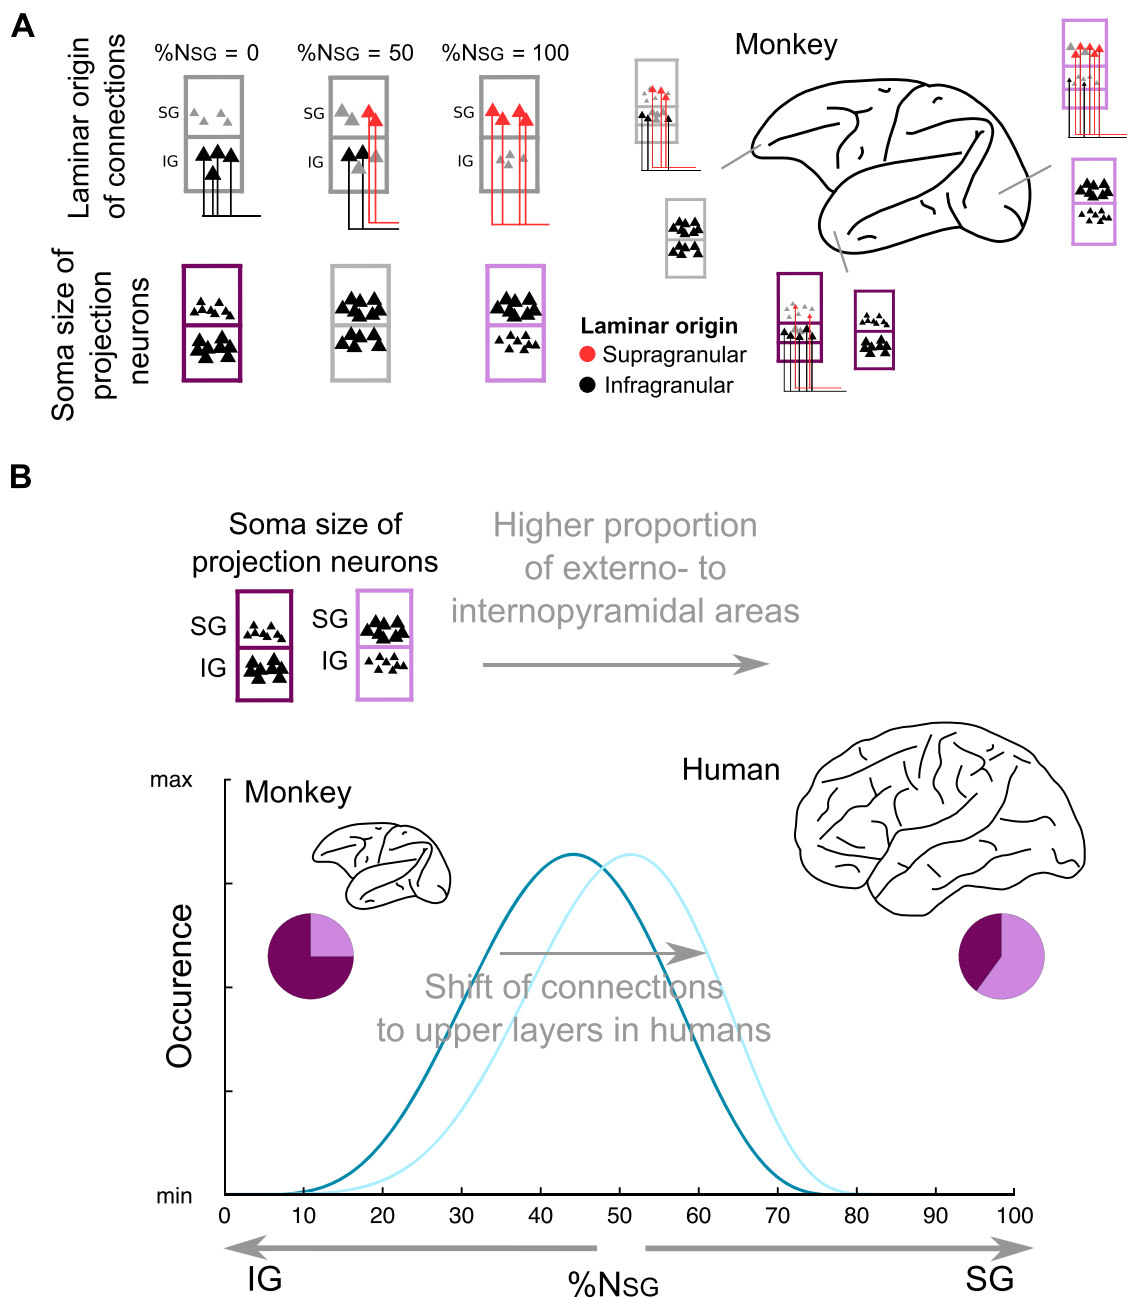 A
Laminar origin
of connections
%NSG = 0
%NSG = 50
%NSG = 100
SG
IG
SG
IG
SG
IG
Soma size of
projection
neurons
Monkey
Laminar origin
Supragranular
Infragranular
B
Soma size of
projection neurons
SG
IG
SG
IG
Higher proportion
of externo- to
internopyramidal areas
Monkey
Human
max
Occurence
min
Shift of connections
to upper layers in humans
0 10 20 30 40 50 60 70 80 90 100
IG
%NSG
SG